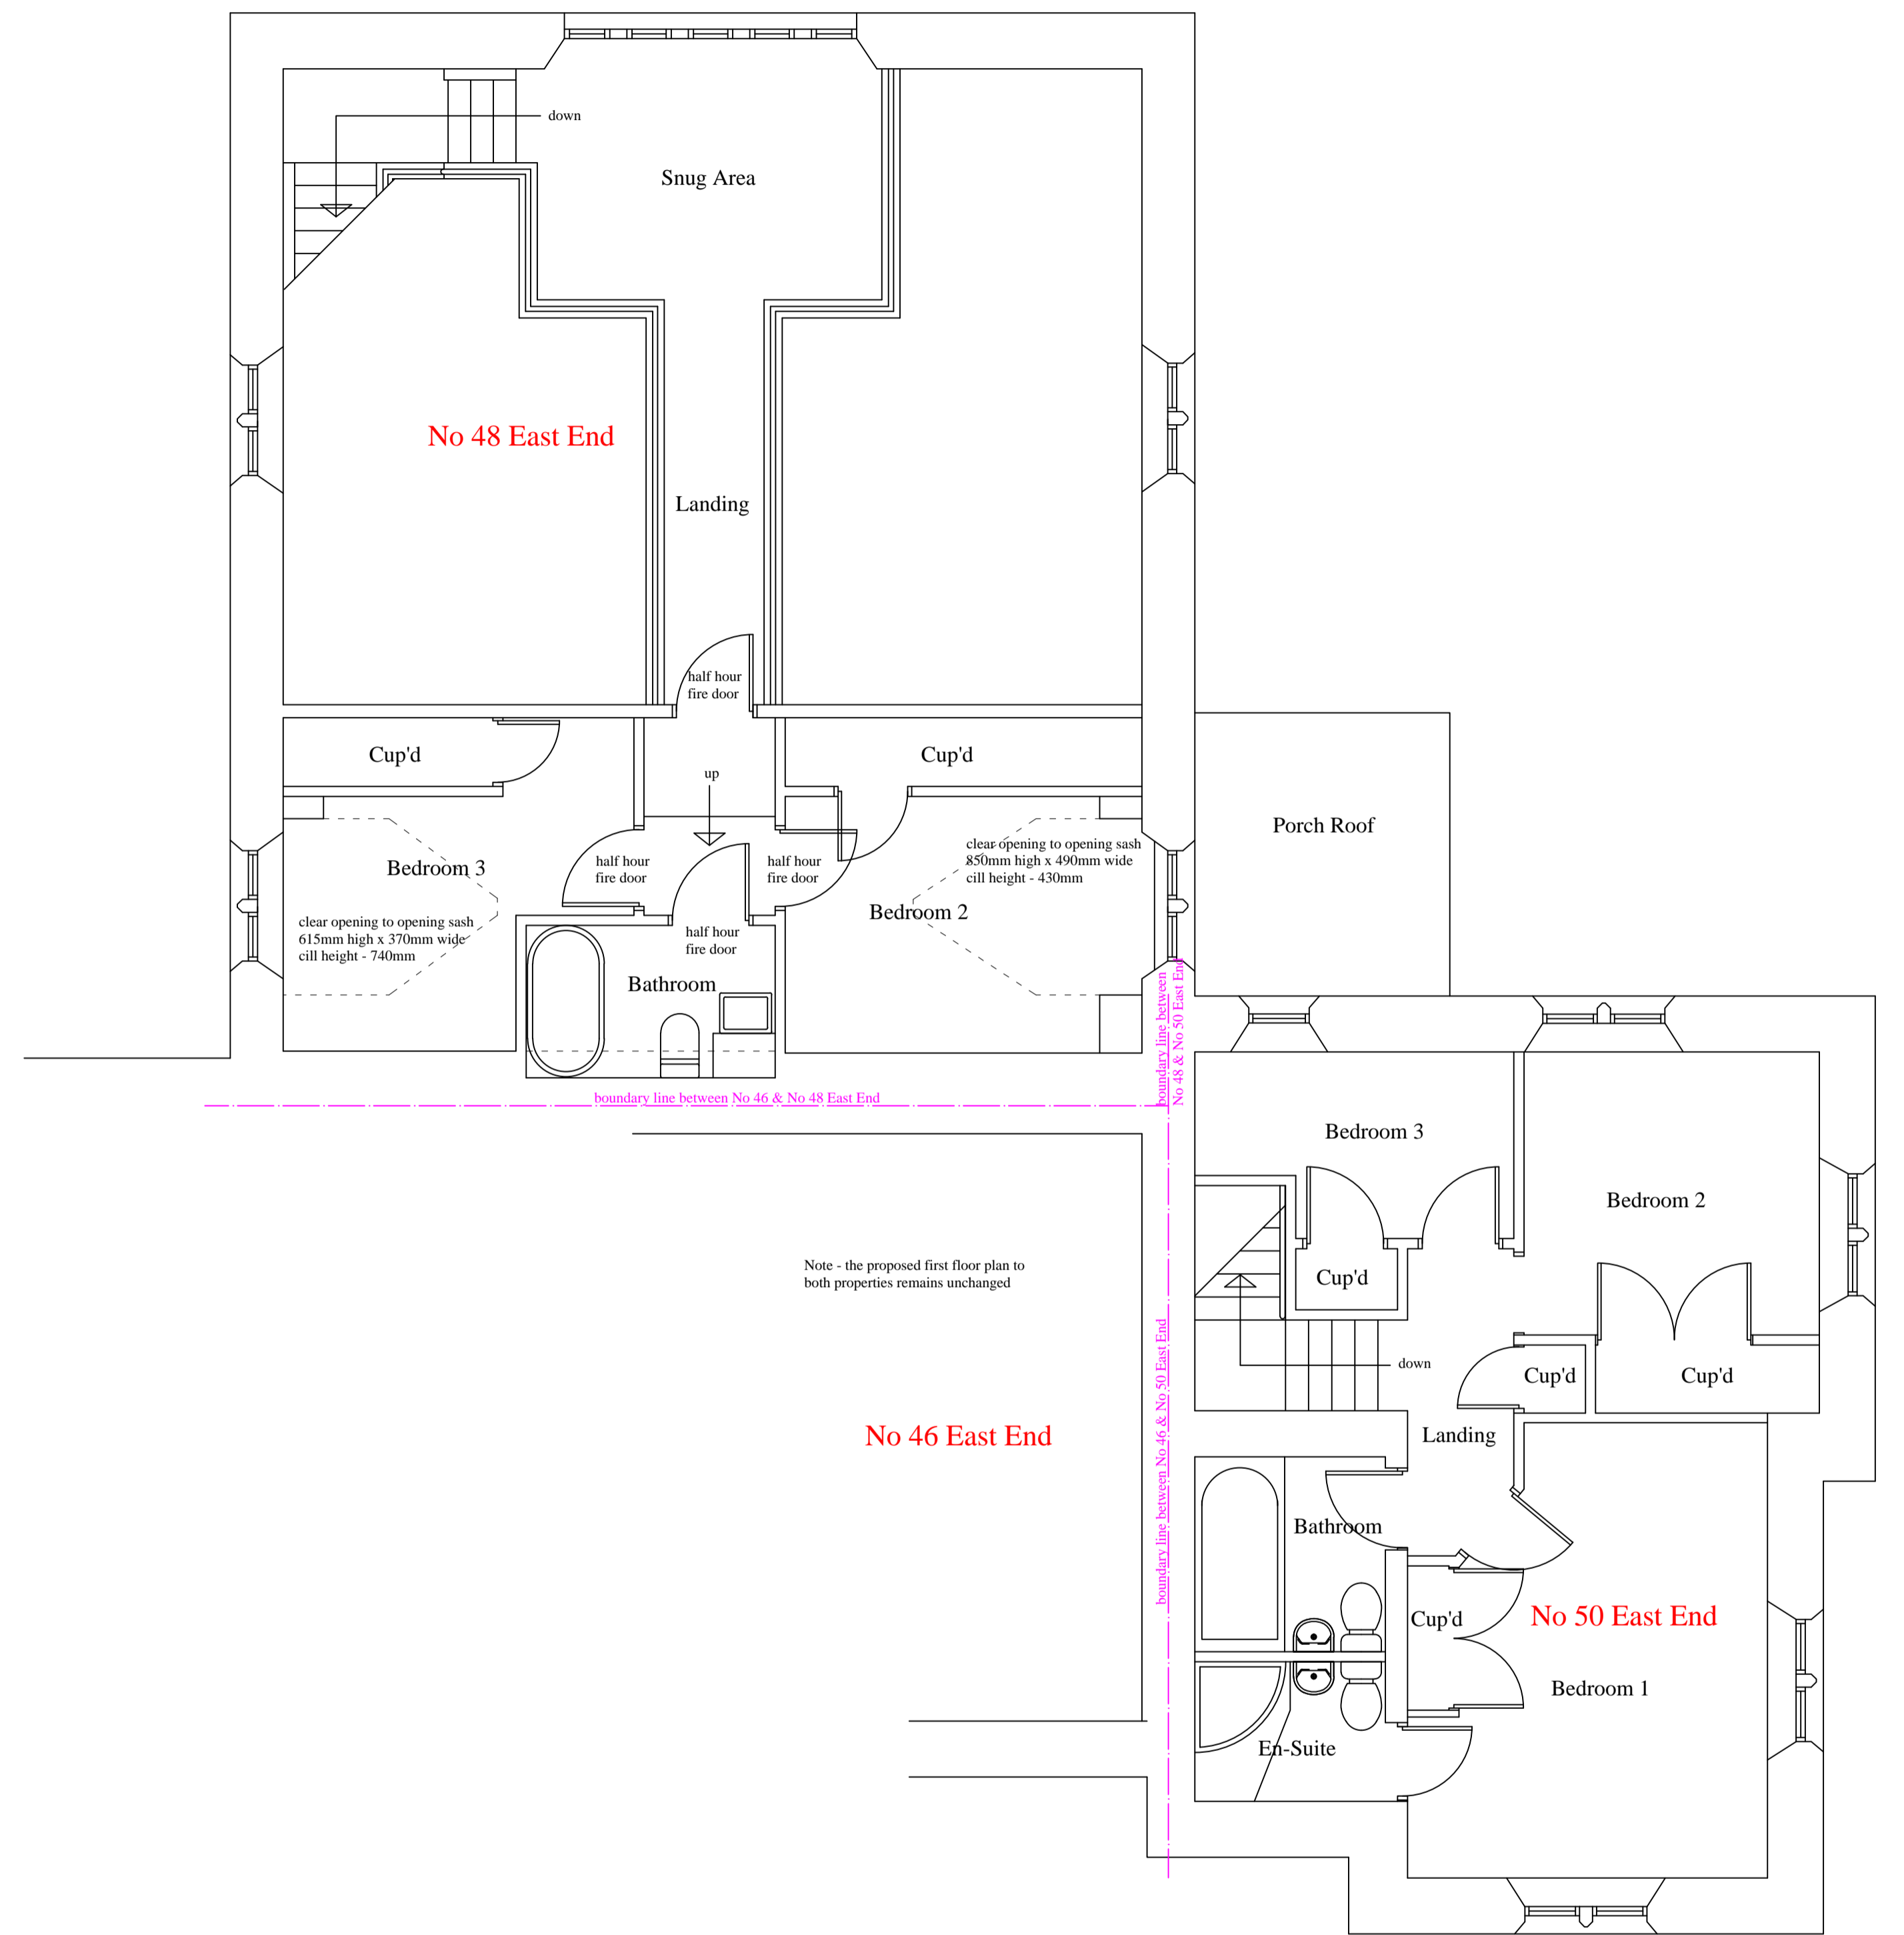 down
Snug Area
No 48 East End
Landing
half hour
fire door
Cup'd
Cup'd
up
Porch Roof
Bedroom 3
half hour
fire door
half hour
fire door
clear opening to opening sash
850mm high x 490mm wide
cill height - 430mm
Bedroom 2
clear opening to opening sash
615mm high x 370mm wide
cill height - 740mm
half hour
fire door
Bathroom
boundary line between
No 48 & No 50 East End
boundary line between No 46 & No 48 East End
Bedroom 3
Bedroom 2
Note - the proposed first floor plan to
both properties remains unchanged
Cup'd
down
Cup'd
Cup'd
No 46 East End
boundary line between No 46 & No 50 East End
Landing
Bathroom
Cup'd
No 50 East End
Bedroom 1
En-Suite